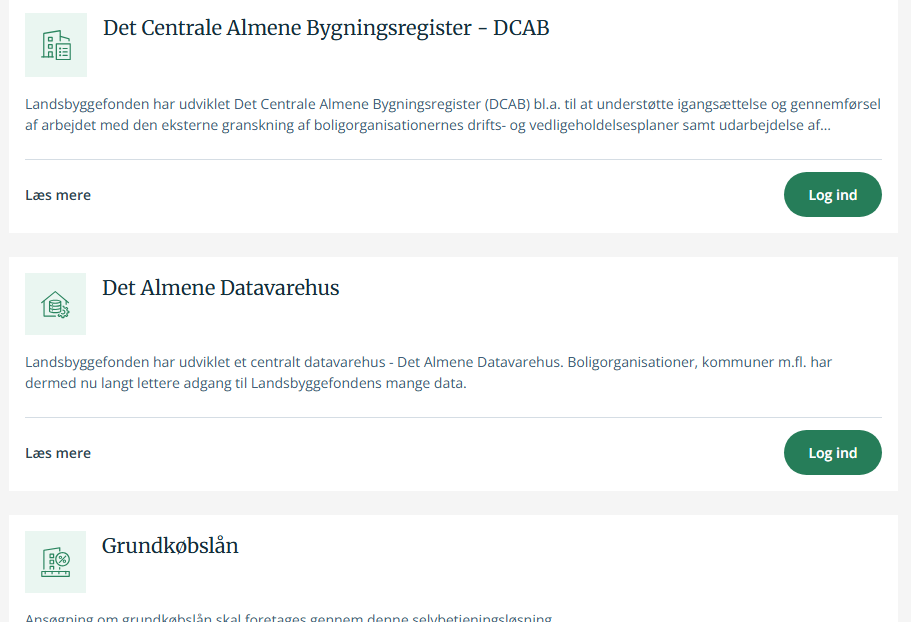 Det Centrale Almene Bygningsregister - DCAB
Landsbyggefonden har udviklet Det Centrale Almene Bygningsregister (DCAB) bl.a. til at understøtte igangsættelse og gennemførsel
af arbejdet med den eksterne granskning af boligorganisationernes drifts- og vedligeholdelsesplaner samt udarbejdelse af...
Læs mere
Log ind
Det Almene Datavarehus
Landsbyggefonden har udviklet et centralt datavarehus - Det Almene Datavarehus. Boligorganisationer, kommuner m.fl. har
dermed nu langt lettere adgang til Landsbyggefondens mange data.
Læs mere
Log ind
Grundkøbslån
Ansøgning om grundkøbslån skal foretages gennem denne selvbetjeningsløsning